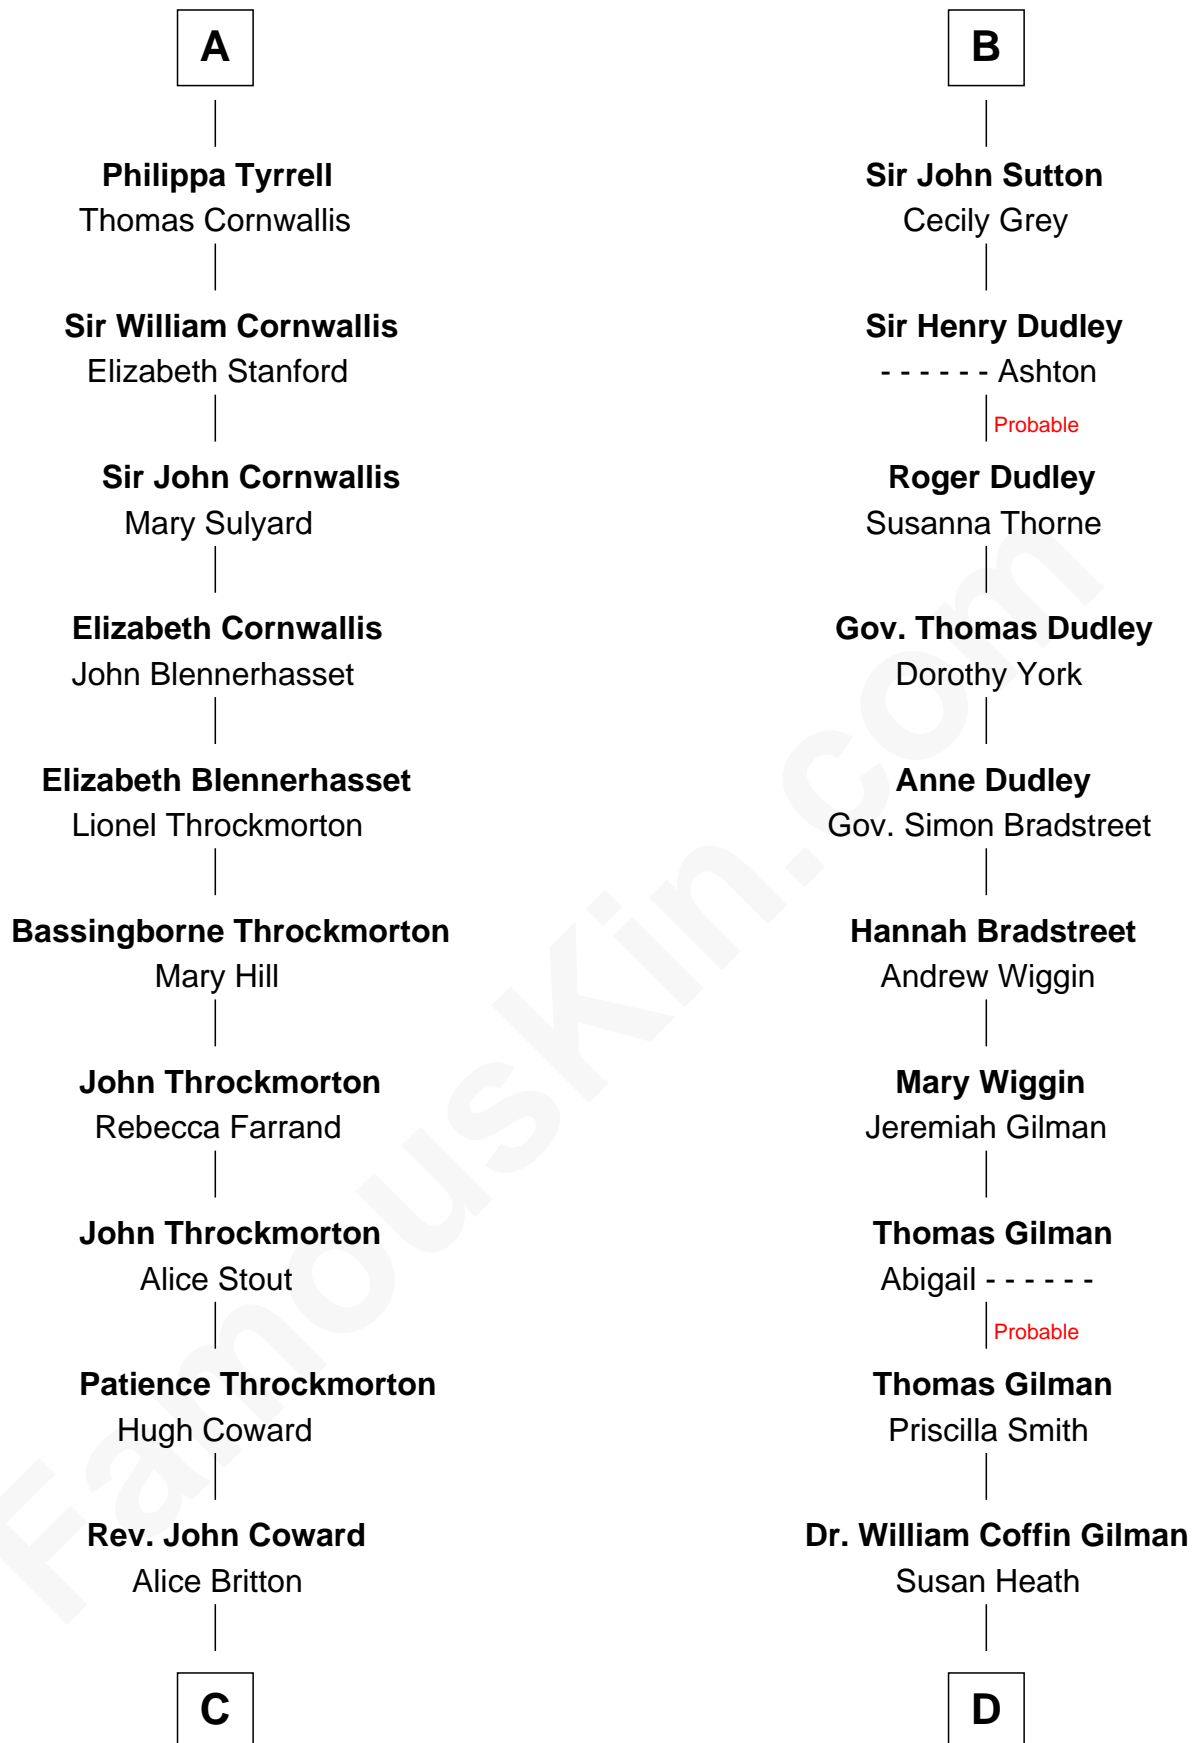 A
Philippa Tyrrell
Thomas Cornwallis
Sir William Cornwallis
Elizabeth Stanford
Sir John Cornwallis
Mary Sulyard
Elizabeth Cornwallis
John Blennerhasset
Elizabeth Blennerhasset
Lionel Throckmorton
Bassingborne Throckmorton
Mary Hill
John Throckmorton
Rebecca Farrand
John Throckmorton
Alice Stout
Patience Throckmorton
Hugh Coward
Rev. John Coward
Alice Britton
C
B
Sir John Sutton
Cecily Grey
Sir Henry Dudley
- - - - - - Ashton
Probable
Roger Dudley
Susanna Thorne
Gov. Thomas Dudley
Dorothy York
Anne Dudley
Gov. Simon Bradstreet
Hannah Bradstreet
Andrew Wiggin
Mary Wiggin
Jeremiah Gilman
Thomas Gilman
Abigail - - - - - -
Probable
Thomas Gilman
Priscilla Smith
Dr. William Coffin Gilman
Susan Heath
D
FamousKin.com